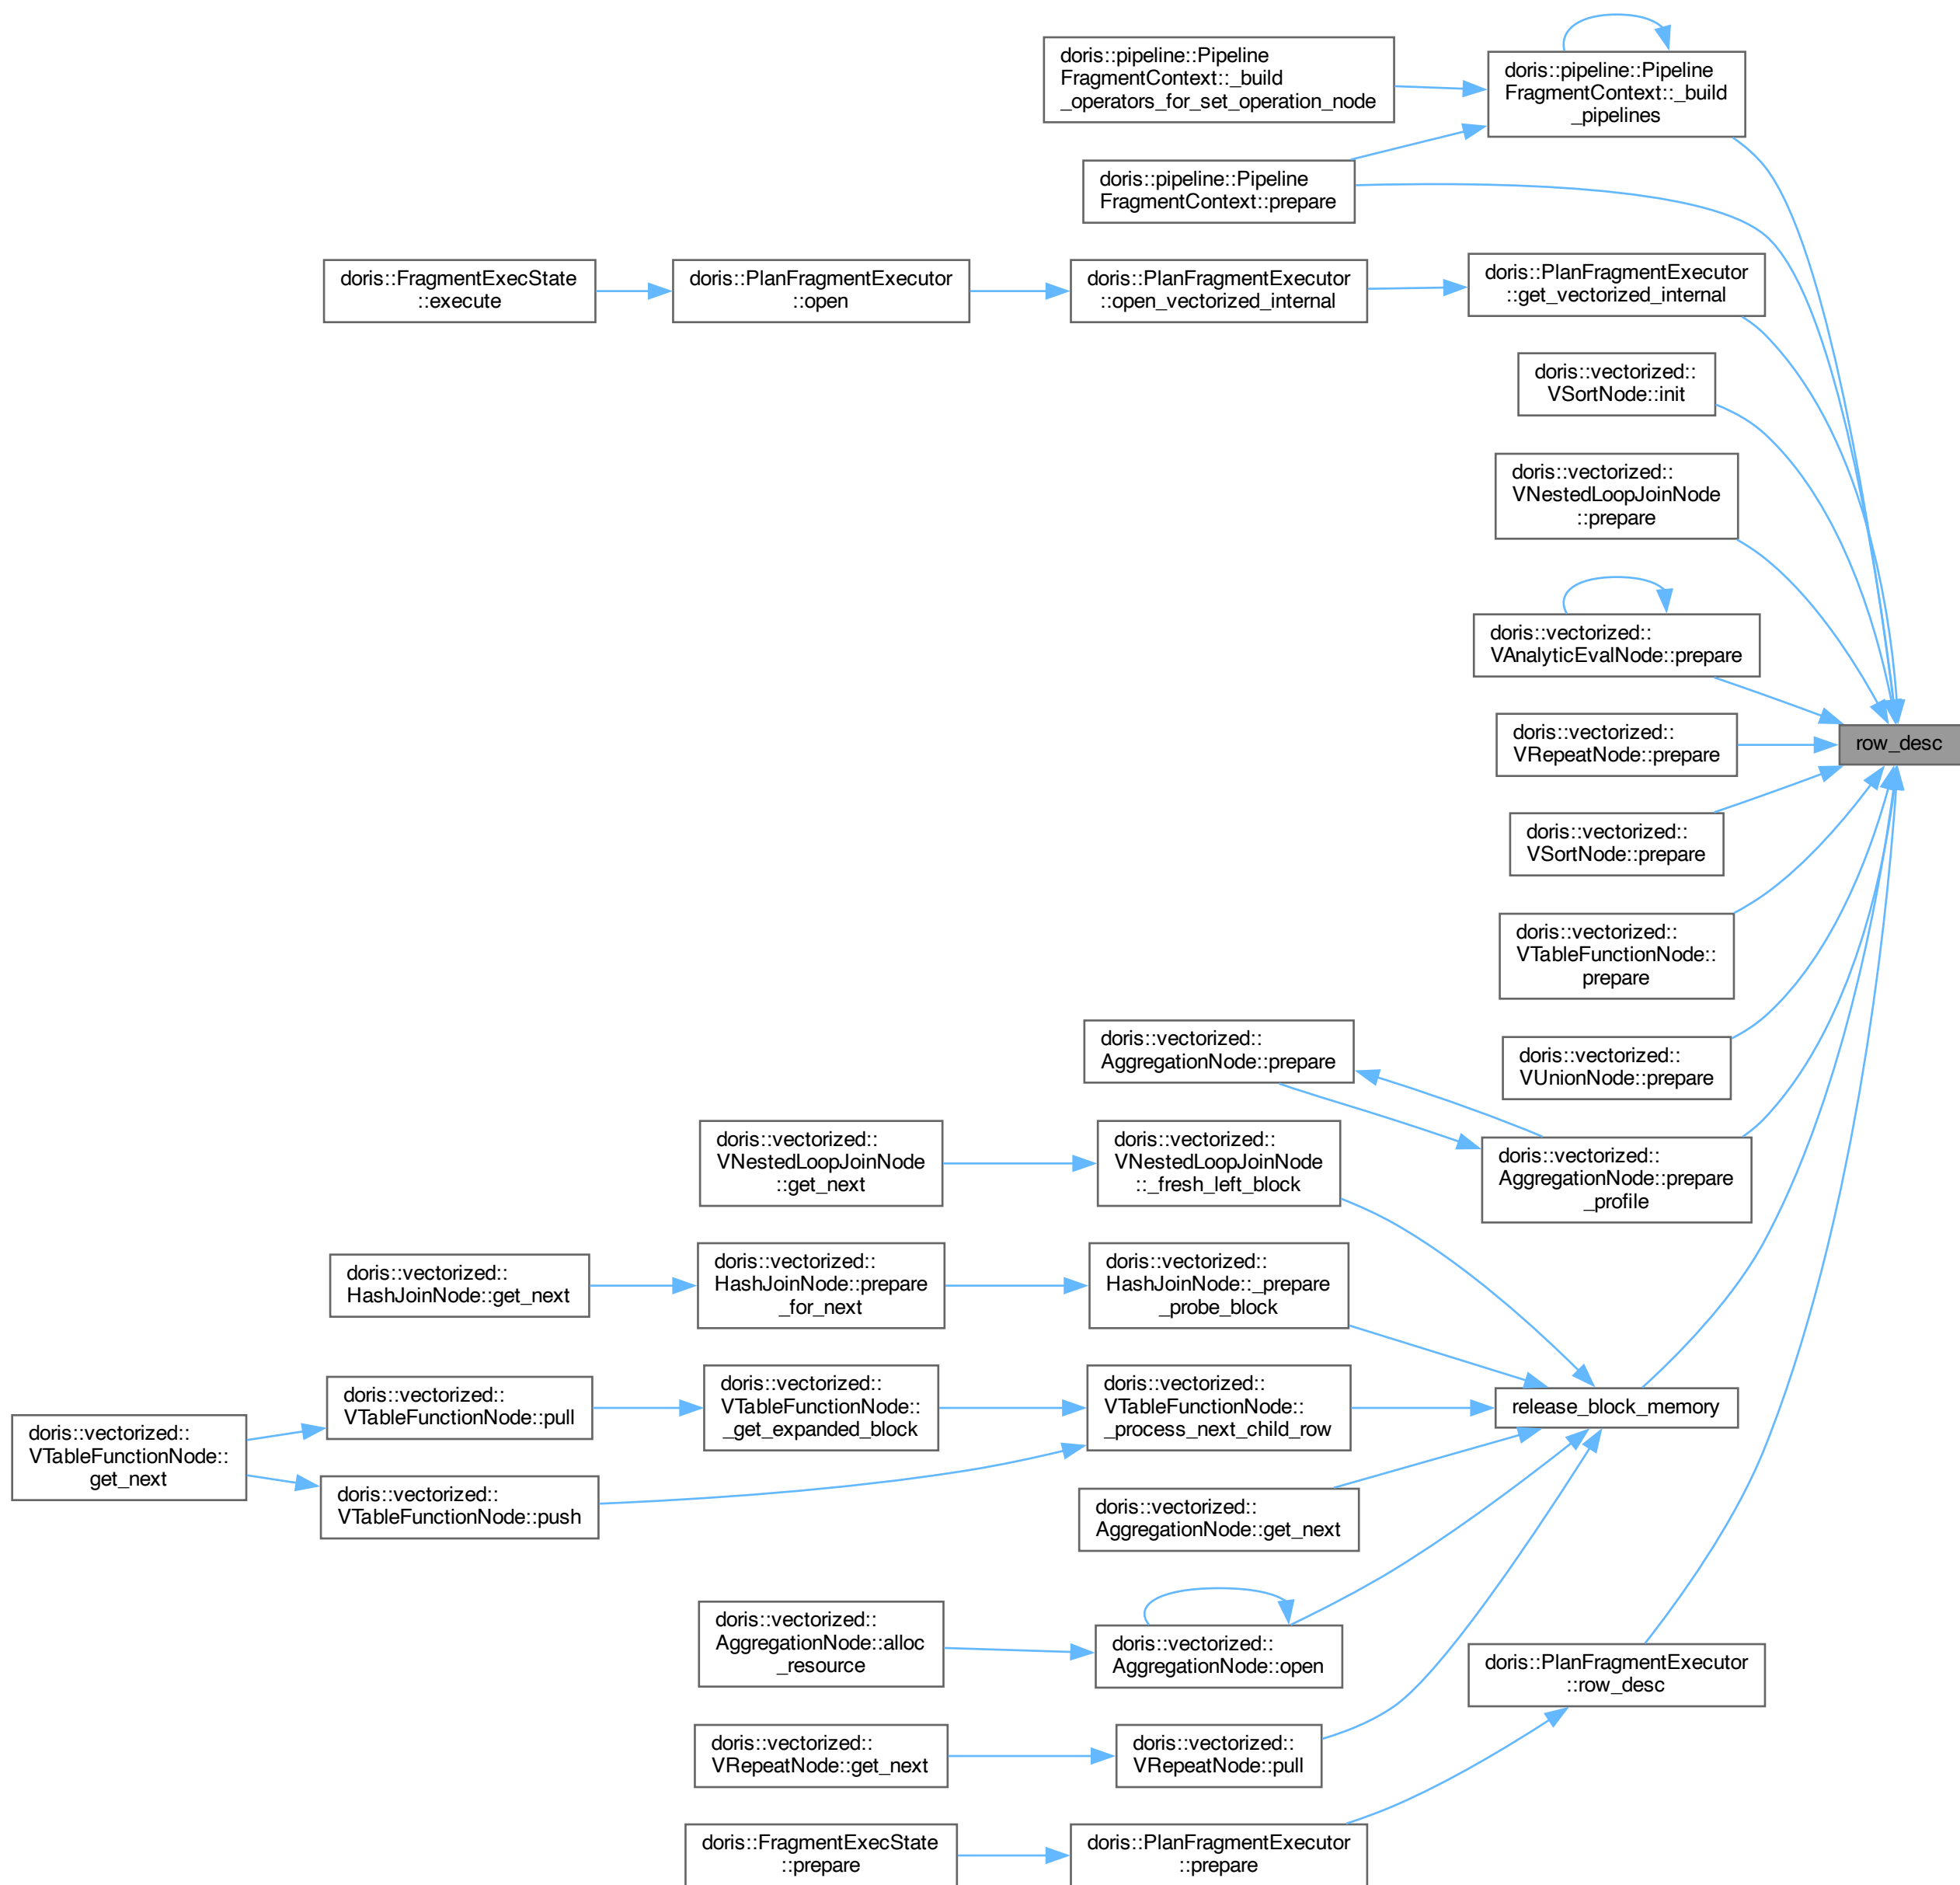 doris::pipeline::Pipeline
FragmentContext::_build
_operators_for_set_operation_node
doris::pipeline::Pipeline
FragmentContext::_build
_pipelines
doris::pipeline::Pipeline
FragmentContext::prepare
doris::FragmentExecState
::execute
doris::PlanFragmentExecutor
::open
doris::PlanFragmentExecutor
::open_vectorized_internal
doris::PlanFragmentExecutor
::get_vectorized_internal
doris::vectorized::
VSortNode::init
doris::vectorized::
VNestedLoopJoinNode
::prepare
doris::vectorized::
VAnalyticEvalNode::prepare
doris::vectorized::
VRepeatNode::prepare
row_desc
doris::vectorized::
VSortNode::prepare
doris::vectorized::
VTableFunctionNode::
prepare
doris::vectorized::
AggregationNode::prepare
doris::vectorized::
VUnionNode::prepare
doris::vectorized::
VNestedLoopJoinNode
::get_next
doris::vectorized::
VNestedLoopJoinNode
::_fresh_left_block
doris::vectorized::
AggregationNode::prepare
_profile
doris::vectorized::
HashJoinNode::get_next
doris::vectorized::
HashJoinNode::prepare
_for_next
doris::vectorized::
HashJoinNode::_prepare
_probe_block
doris::vectorized::
VTableFunctionNode::
get_next
doris::vectorized::
VTableFunctionNode::pull
doris::vectorized::
VTableFunctionNode::
_get_expanded_block
doris::vectorized::
VTableFunctionNode::
_process_next_child_row
release_block_memory
doris::vectorized::
VTableFunctionNode::push
doris::vectorized::
AggregationNode::get_next
doris::vectorized::
AggregationNode::alloc
_resource
doris::vectorized::
AggregationNode::open
doris::PlanFragmentExecutor
::row_desc
doris::vectorized::
VRepeatNode::get_next
doris::vectorized::
VRepeatNode::pull
doris::FragmentExecState
::prepare
doris::PlanFragmentExecutor
::prepare